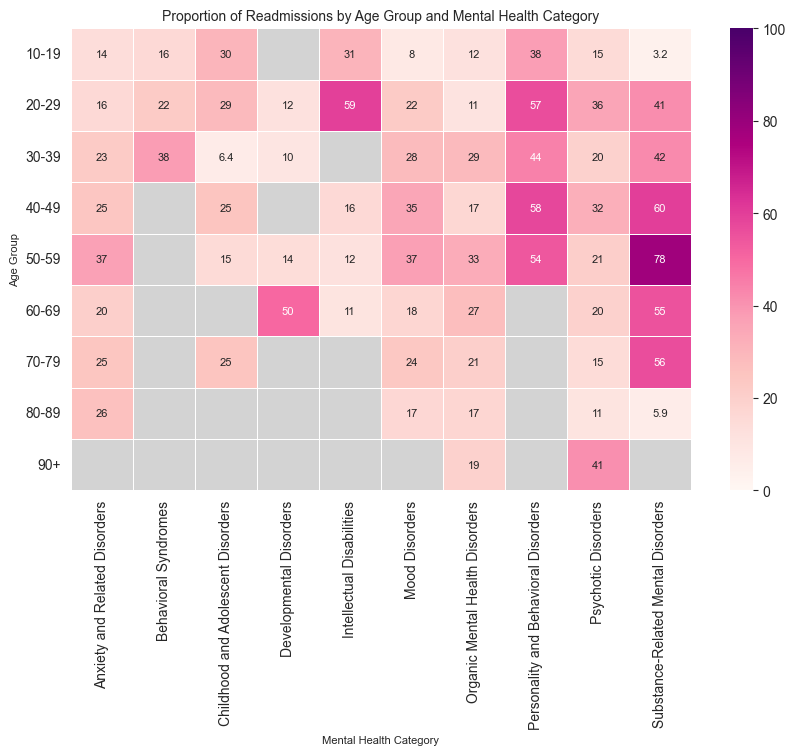 Proportion of Readmissions by Age Group and Mental Health Category
10-19 14 16 30 31 8 12 38 15 3.2
20-29 16 22 29 12 59 22 11 57 36 41
30-39 23 38 6.4 10 28 29 44 20 42
40-49 25 25 16 35 17 58 32 60
50-59 37 15 14 12 37 33 54 21 78
60-69 20 50 11 18 27 20 55
70-79 25 25 24 21 15 56
80-89 26 17 17 11 5.9
90+ 19 41
Age Group
Anxiety and Related Disorders
Behavioral Syndromes
Childhood and Adolescent Disorders
Developmental Disorders
Intellectual Disabilities
Mood Disorders
Organic Mental Health Disorders
Personality and Behavioral Disorders
Psychotic Disorders
Substance-Related Mental Disorders
Mental Health Category
100
80
60
40
20
0